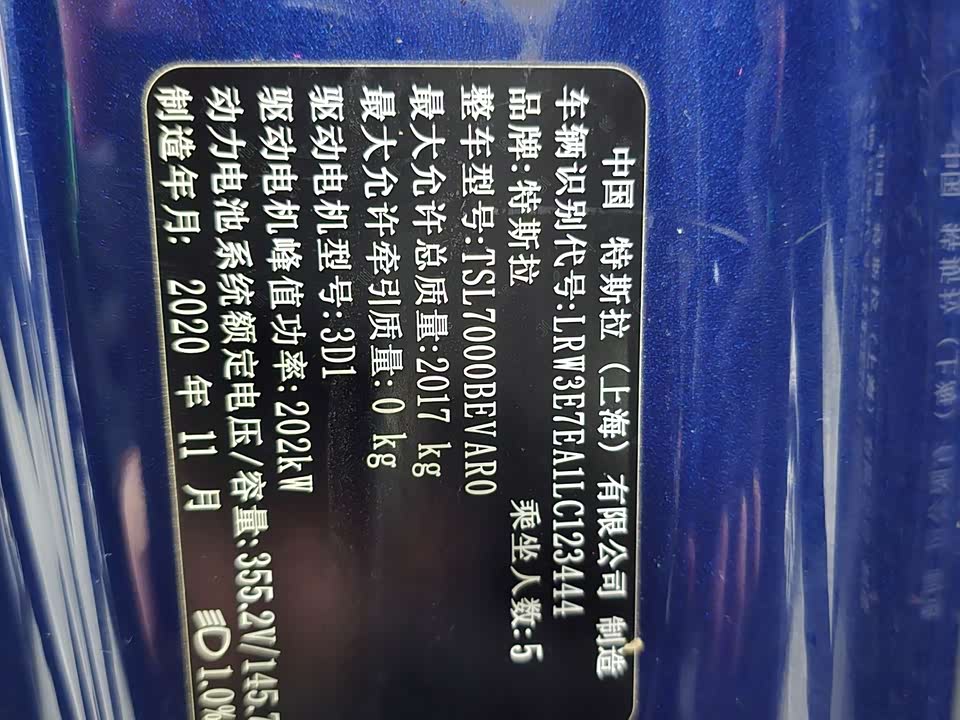 中国 特斯拉（上海）有限公司 制造
车辆识别代号:LRW3E7EA1LC123444
品牌:特斯拉 乘坐人数:5
整车型号:TSL7000BEVAR0
最大允许总质量:2017 kg
最大允许牵引质量:0 kg
驱动电机型号:3D1
驱动电机峰值功率:202kW
动力电池系统额定电压/容量:355.2V/145.7
制造年月: 2020 年 11 月 1.0%